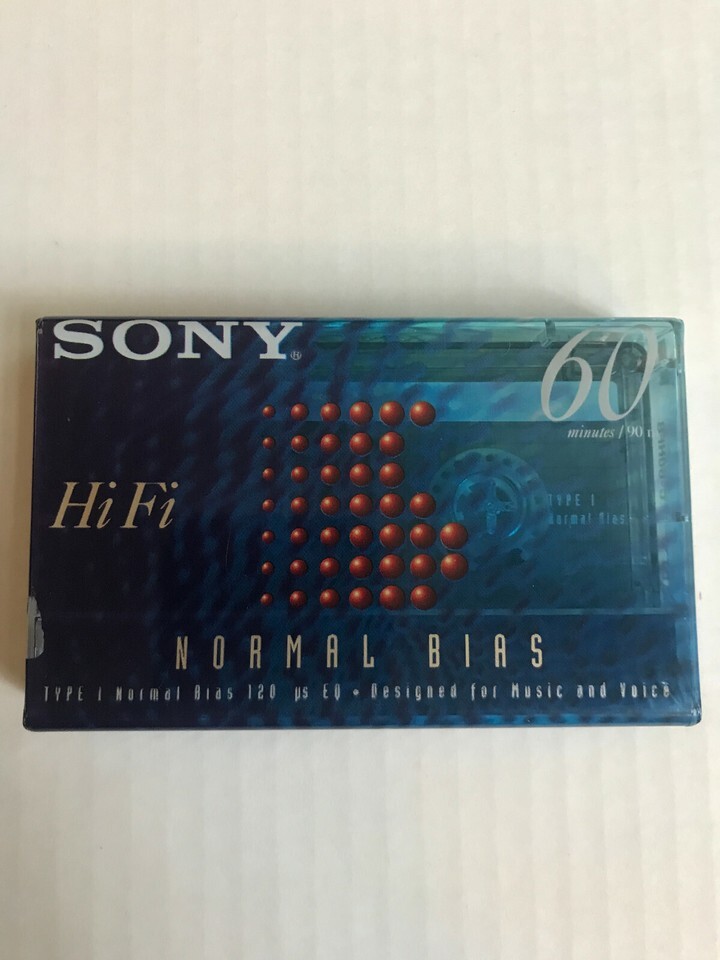 SONY®
60
minutes / 90 m
Hi Fi
TYPE I
Normal Bias
NORMAL BIAS
TYPE I Normal Bias 120 µs EQ • Designed for Music and Voice